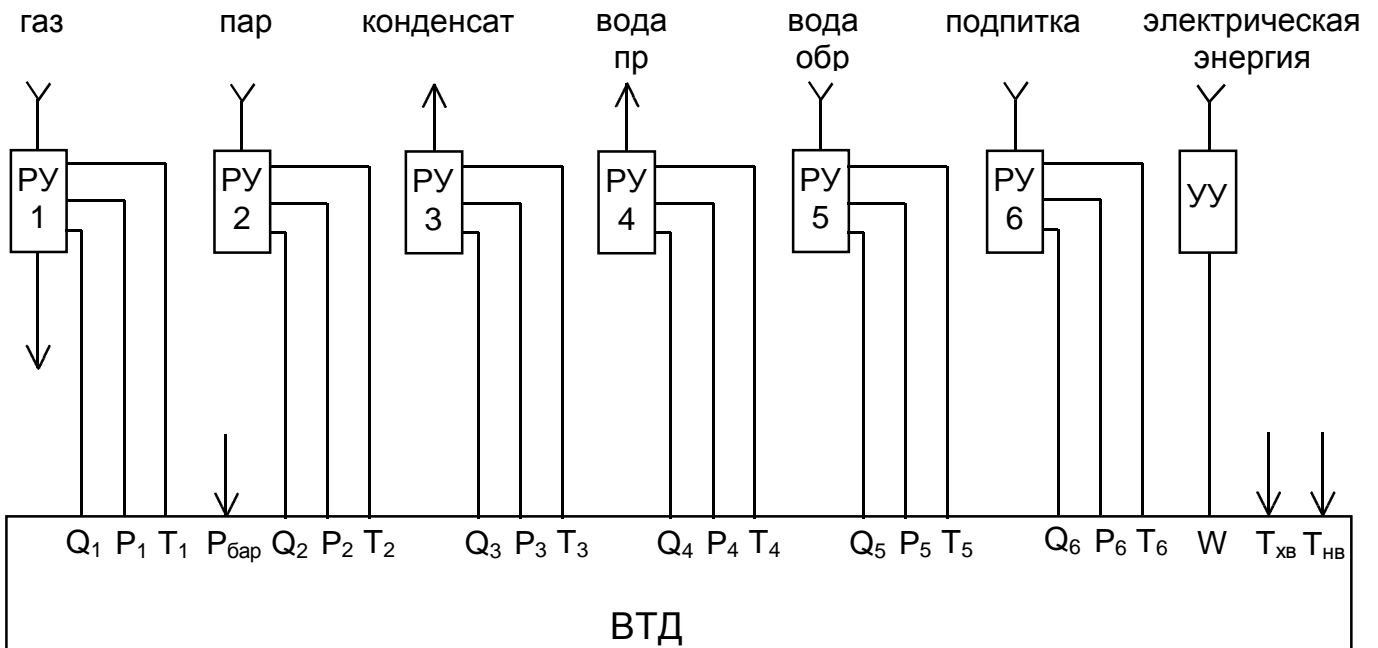 газ пар конденсат вода вода подпитка электрическая
пр обр энергия
РУ РУ РУ РУ РУ РУ УУ
1 2 3 4 5 6
Q₁ P₁ T₁ Pбар Q₂ P₂ T₂ Q₃ P₃ T₃ Q₄ P₄ T₄ Q₅ P₅ T₅ Q₆ P₆ T₆ W Tхв Tнв
ВТД